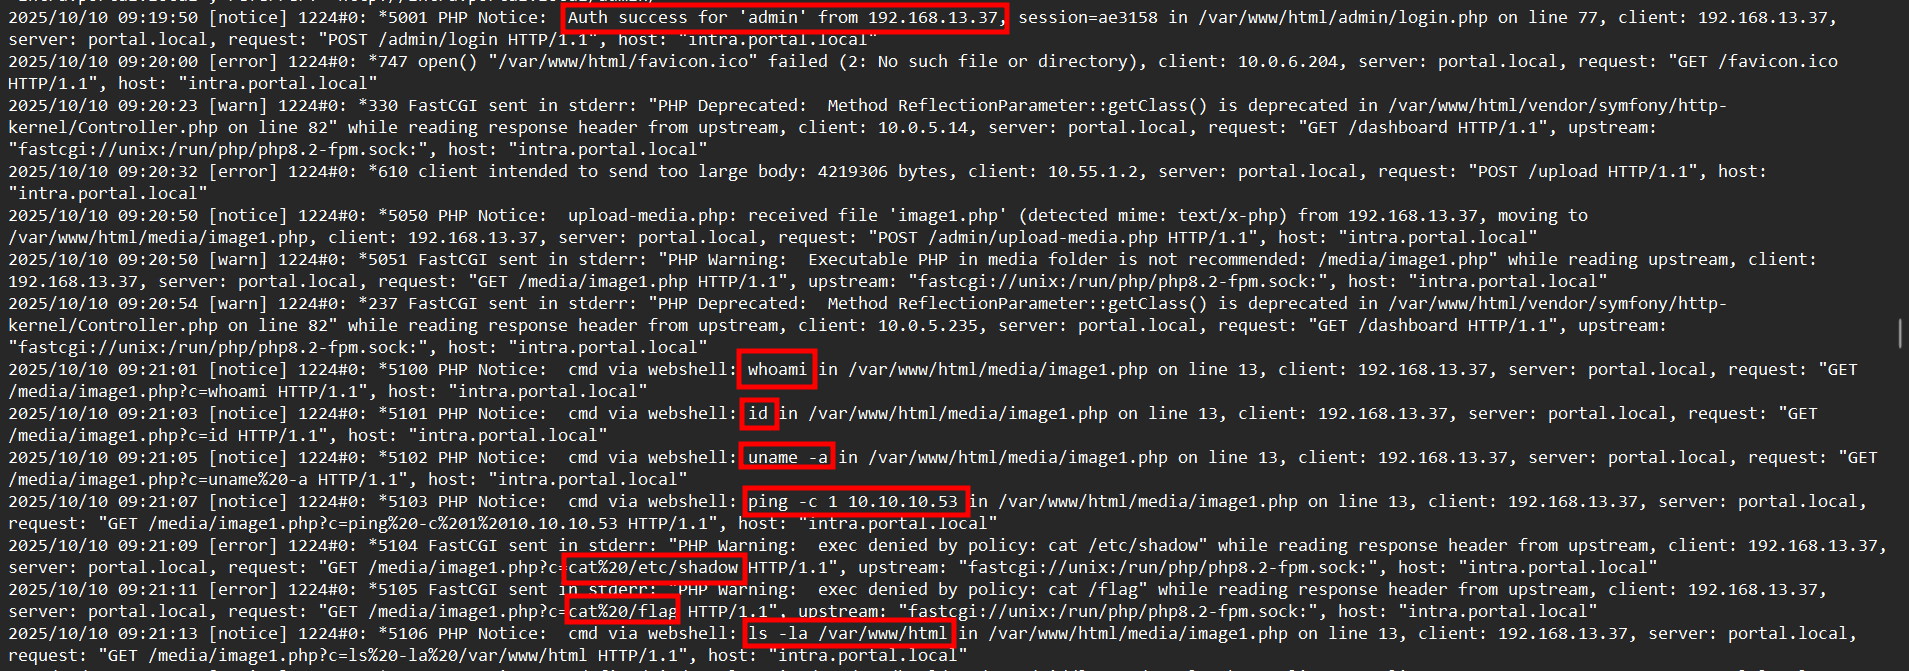 2025/10/10 09:19:50 [notice] 1224#0: *5001 PHP Notice:  Auth success for 'admin' from 192.168.13.37, session=ae3158 in /var/www/html/admin/login.php on line 77, client: 192.168.13.37,
server: portal.local, request: "POST /admin/login HTTP/1.1", host: "intra.portal.local"
2025/10/10 09:20:00 [error] 1224#0: *747 open() "/var/www/html/favicon.ico" failed (2: No such file or directory), client: 10.0.6.204, server: portal.local, request: "GET /favicon.ico
HTTP/1.1", host: "intra.portal.local"
2025/10/10 09:20:23 [warn] 1224#0: *330 FastCGI sent in stderr: "PHP Deprecated:  Method ReflectionParameter::getClass() is deprecated in /var/www/html/vendor/symfony/http-
kernel/Controller.php on line 82" while reading response header from upstream, client: 10.0.5.14, server: portal.local, request: "GET /dashboard HTTP/1.1", upstream:
"fastcgi://unix:/run/php/php8.2-fpm.sock:", host: "intra.portal.local"
2025/10/10 09:20:32 [error] 1224#0: *610 client intended to send too large body: 4219306 bytes, client: 10.55.1.2, server: portal.local, request: "POST /upload HTTP/1.1", host:
"intra.portal.local"
2025/10/10 09:20:50 [notice] 1224#0: *5050 PHP Notice:  upload-media.php: received file 'image1.php' (detected mime: text/x-php) from 192.168.13.37, moving to
/var/www/html/media/image1.php, client: 192.168.13.37, server: portal.local, request: "POST /admin/upload-media.php HTTP/1.1", host: "intra.portal.local"
2025/10/10 09:20:50 [warn] 1224#0: *5051 FastCGI sent in stderr: "PHP Warning:  Executable PHP in media folder is not recommended: /media/image1.php" while reading upstream, client:
192.168.13.37, server: portal.local, request: "GET /media/image1.php HTTP/1.1", upstream: "fastcgi://unix:/run/php/php8.2-fpm.sock:", host: "intra.portal.local"
2025/10/10 09:20:54 [warn] 1224#0: *237 FastCGI sent in stderr: "PHP Deprecated:  Method ReflectionParameter::getClass() is deprecated in /var/www/html/vendor/symfony/http-
kernel/Controller.php on line 82" while reading response header from upstream, client: 10.0.5.235, server: portal.local, request: "GET /dashboard HTTP/1.1", upstream:
"fastcgi://unix:/run/php/php8.2-fpm.sock:", host: "intra.portal.local"
2025/10/10 09:21:01 [notice] 1224#0: *5100 PHP Notice:  cmd via webshell: whoami in /var/www/html/media/image1.php on line 13, client: 192.168.13.37, server: portal.local, request: "GET
/media/image1.php?c=whoami HTTP/1.1", host: "intra.portal.local"
2025/10/10 09:21:03 [notice] 1224#0: *5101 PHP Notice:  cmd via webshell: id in /var/www/html/media/image1.php on line 13, client: 192.168.13.37, server: portal.local, request: "GET
/media/image1.php?c=id HTTP/1.1", host: "intra.portal.local"
2025/10/10 09:21:05 [notice] 1224#0: *5102 PHP Notice:  cmd via webshell: uname -a in /var/www/html/media/image1.php on line 13, client: 192.168.13.37, server: portal.local, request: "GET
/media/image1.php?c=uname%20-a HTTP/1.1", host: "intra.portal.local"
2025/10/10 09:21:07 [notice] 1224#0: *5103 PHP Notice:  cmd via webshell: ping -c 1 10.10.10.53 in /var/www/html/media/image1.php on line 13, client: 192.168.13.37, server: portal.local,
request: "GET /media/image1.php?c=ping%20-c%201%2010.10.10.53 HTTP/1.1", host: "intra.portal.local"
2025/10/10 09:21:09 [error] 1224#0: *5104 FastCGI sent in stderr: "PHP Warning:  exec denied by policy: cat /etc/shadow" while reading response header from upstream, client: 192.168.13.37,
server: portal.local, request: "GET /media/image1.php?c=cat%20/etc/shadow HTTP/1.1", upstream: "fastcgi://unix:/run/php/php8.2-fpm.sock:", host: "intra.portal.local"
2025/10/10 09:21:11 [error] 1224#0: *5105 FastCGI sent in stderr: "PHP Warning:  exec denied by policy: cat /flag" while reading response header from upstream, client: 192.168.13.37,
server: portal.local, request: "GET /media/image1.php?c=cat%20/flag HTTP/1.1", upstream: "fastcgi://unix:/run/php/php8.2-fpm.sock:", host: "intra.portal.local"
2025/10/10 09:21:13 [notice] 1224#0: *5106 PHP Notice:  cmd via webshell: ls -la /var/www/html in /var/www/html/media/image1.php on line 13, client: 192.168.13.37, server: portal.local,
request: "GET /media/image1.php?c=ls%20-la%20/var/www/html HTTP/1.1", host: "intra.portal.local"